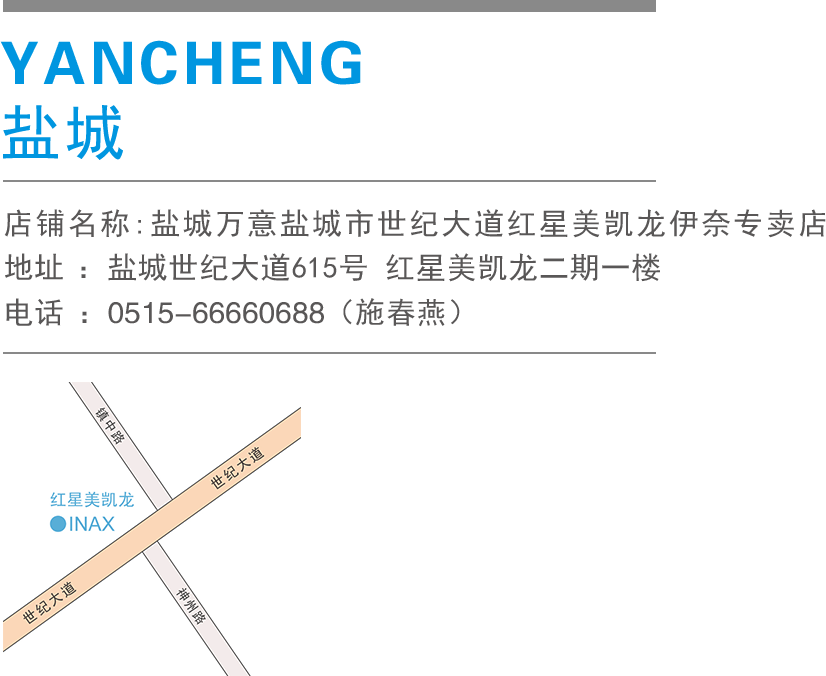 YANCHENG
盐城
店铺名称:盐城万意盐城市世纪大道红星美凯龙伊奈专卖店
地址 : 盐城世纪大道615号 红星美凯龙二期一楼
电话 : 0515-66660688（施春燕）
镇中路
世纪大道
红星美凯龙
INAX
世纪大道
神州路